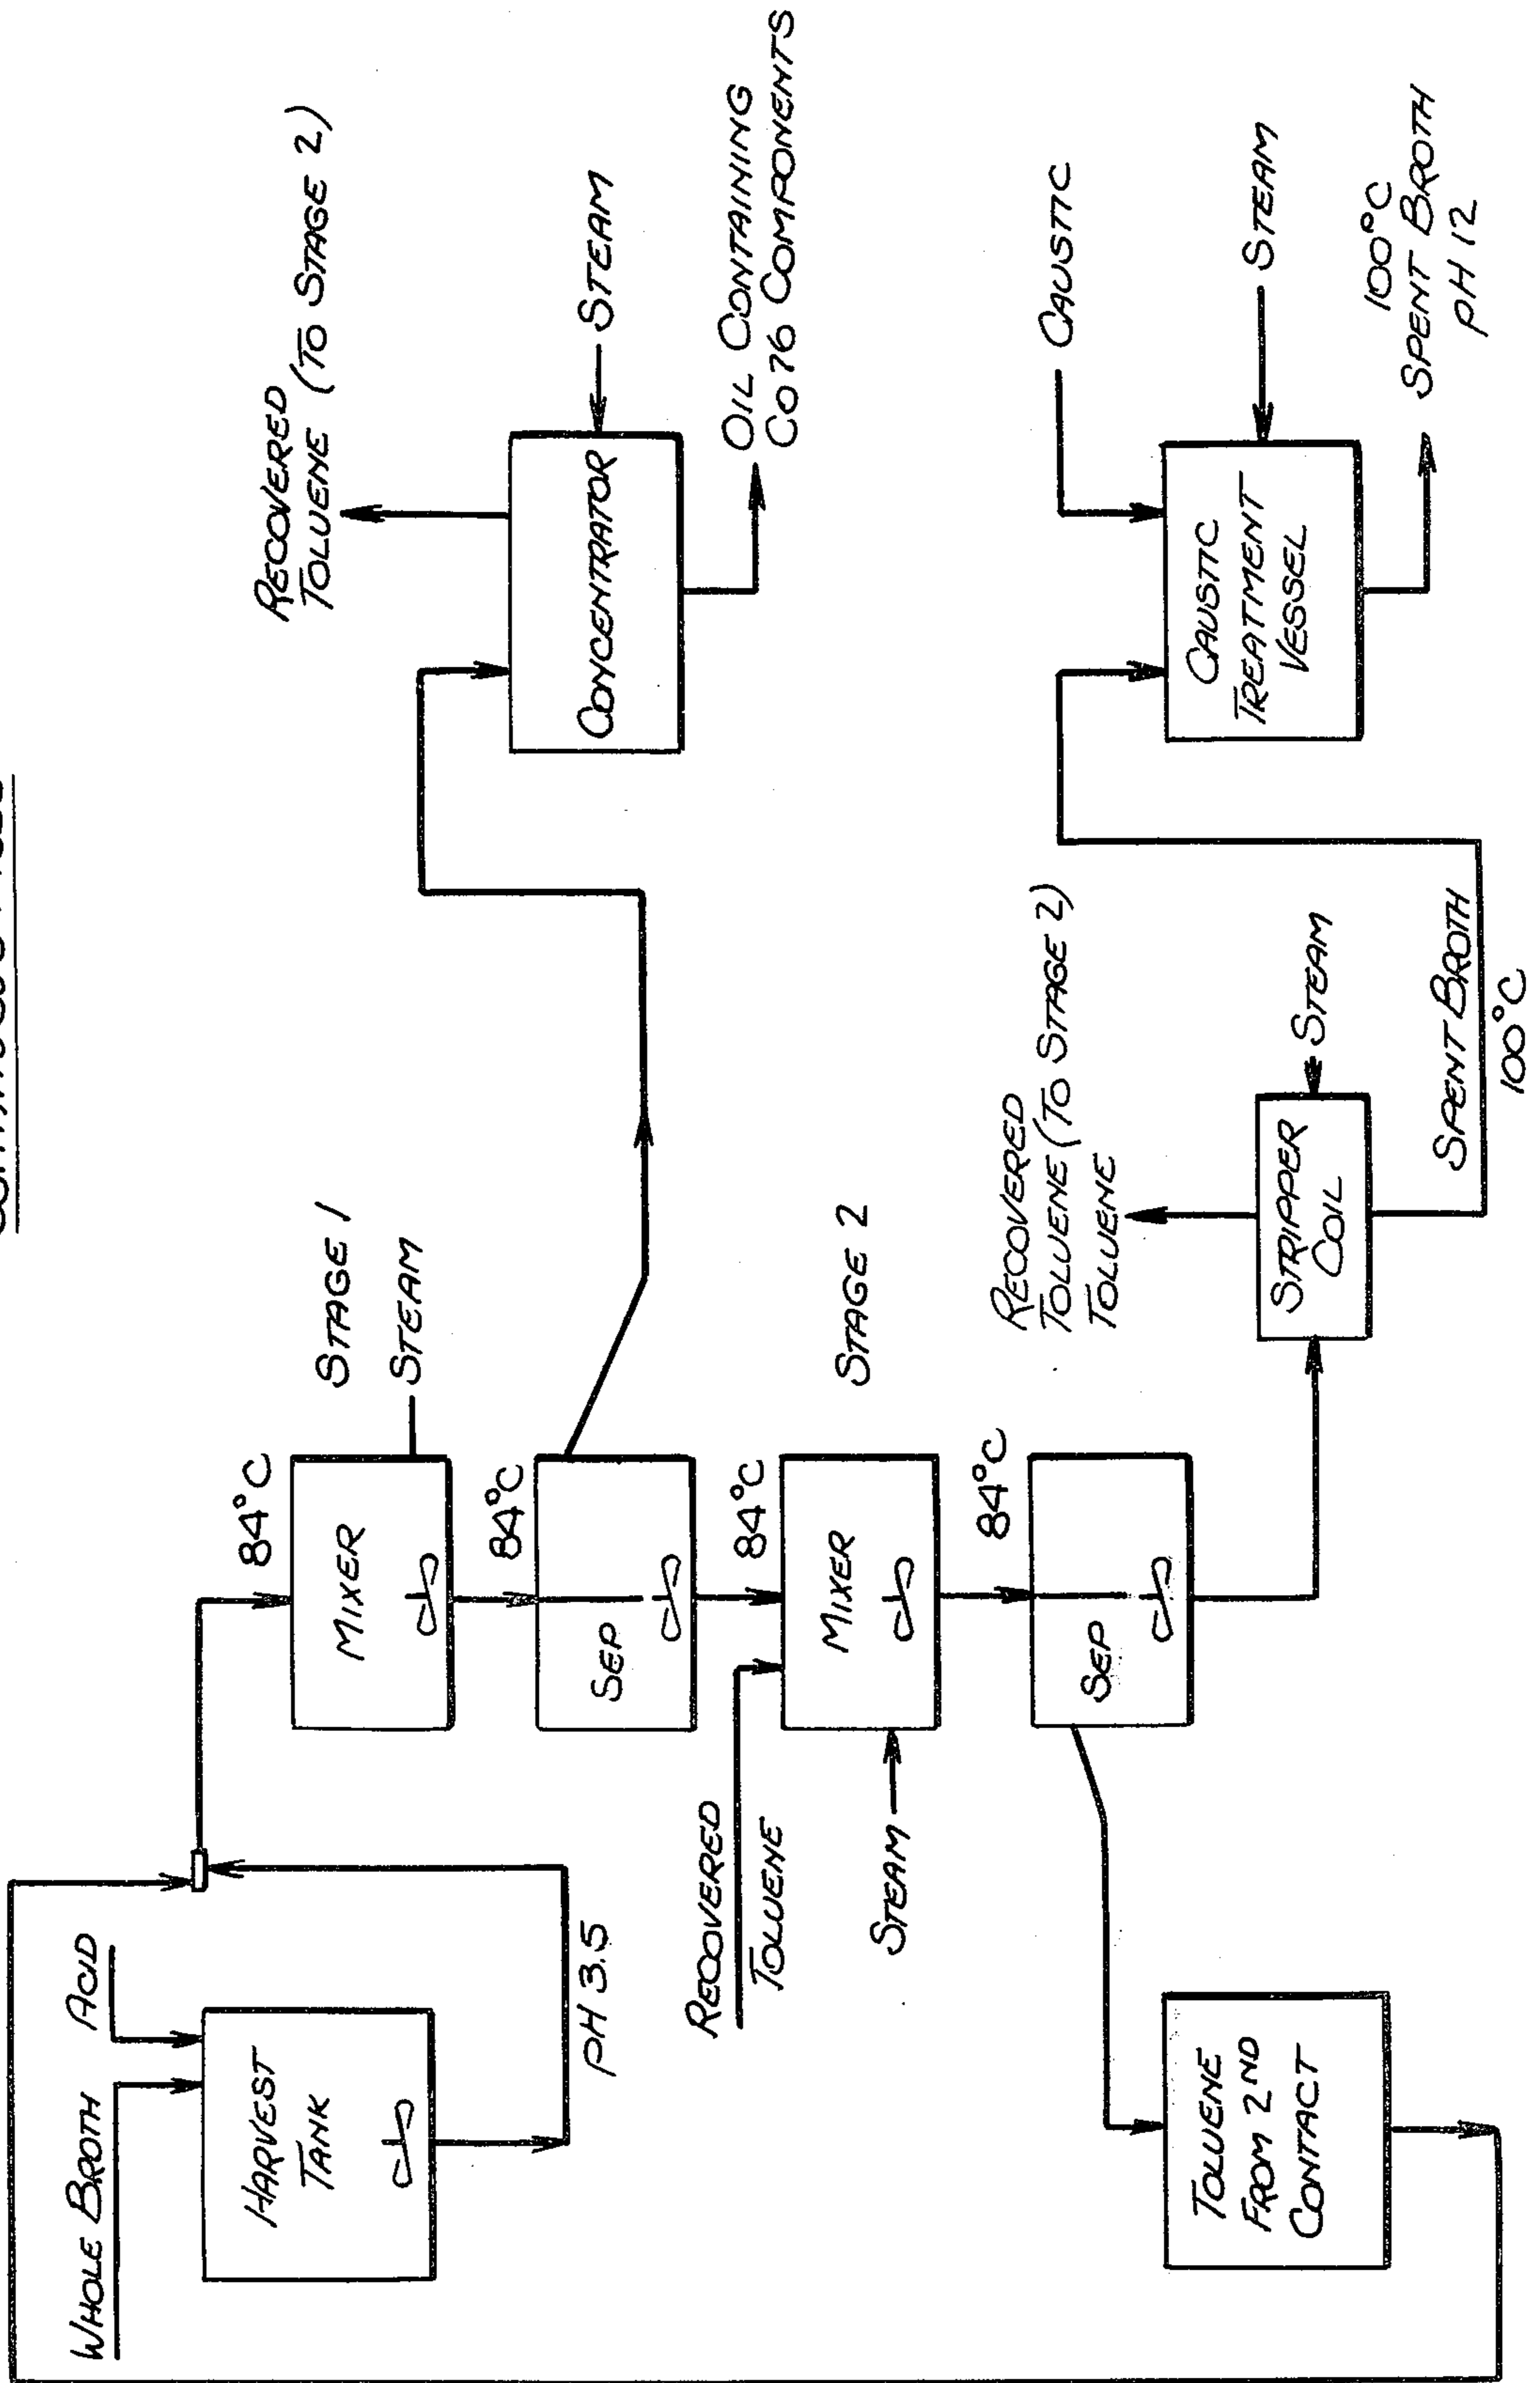 WHOLE BROTH
ACID
HARVEST
TANK
pH 3.5
84°C
MIXER
STAGE 1
STEAM
84°C
SEP
RECOVERED
TOLUENE (TO STAGE 2)
CONCENTRATOR
STEAM
OIL CONTAINING
CO76 COMPONENTS
RECOVERED
TOLUENE
STEAM
84°C
MIXER
STAGE 2
84°C
SEP
TOLUENE
FROM 2ND
CONTACT
RECOVERED
TOLUENE (TO STAGE 2)
TOLUENE
STRIPPER
COIL
STEAM
SPENT BROTH
100°C
CAUSTIC
CAUSTIC
TREATMENT
VESSEL
STEAM
100°C
SPENT BROTH
pH 12